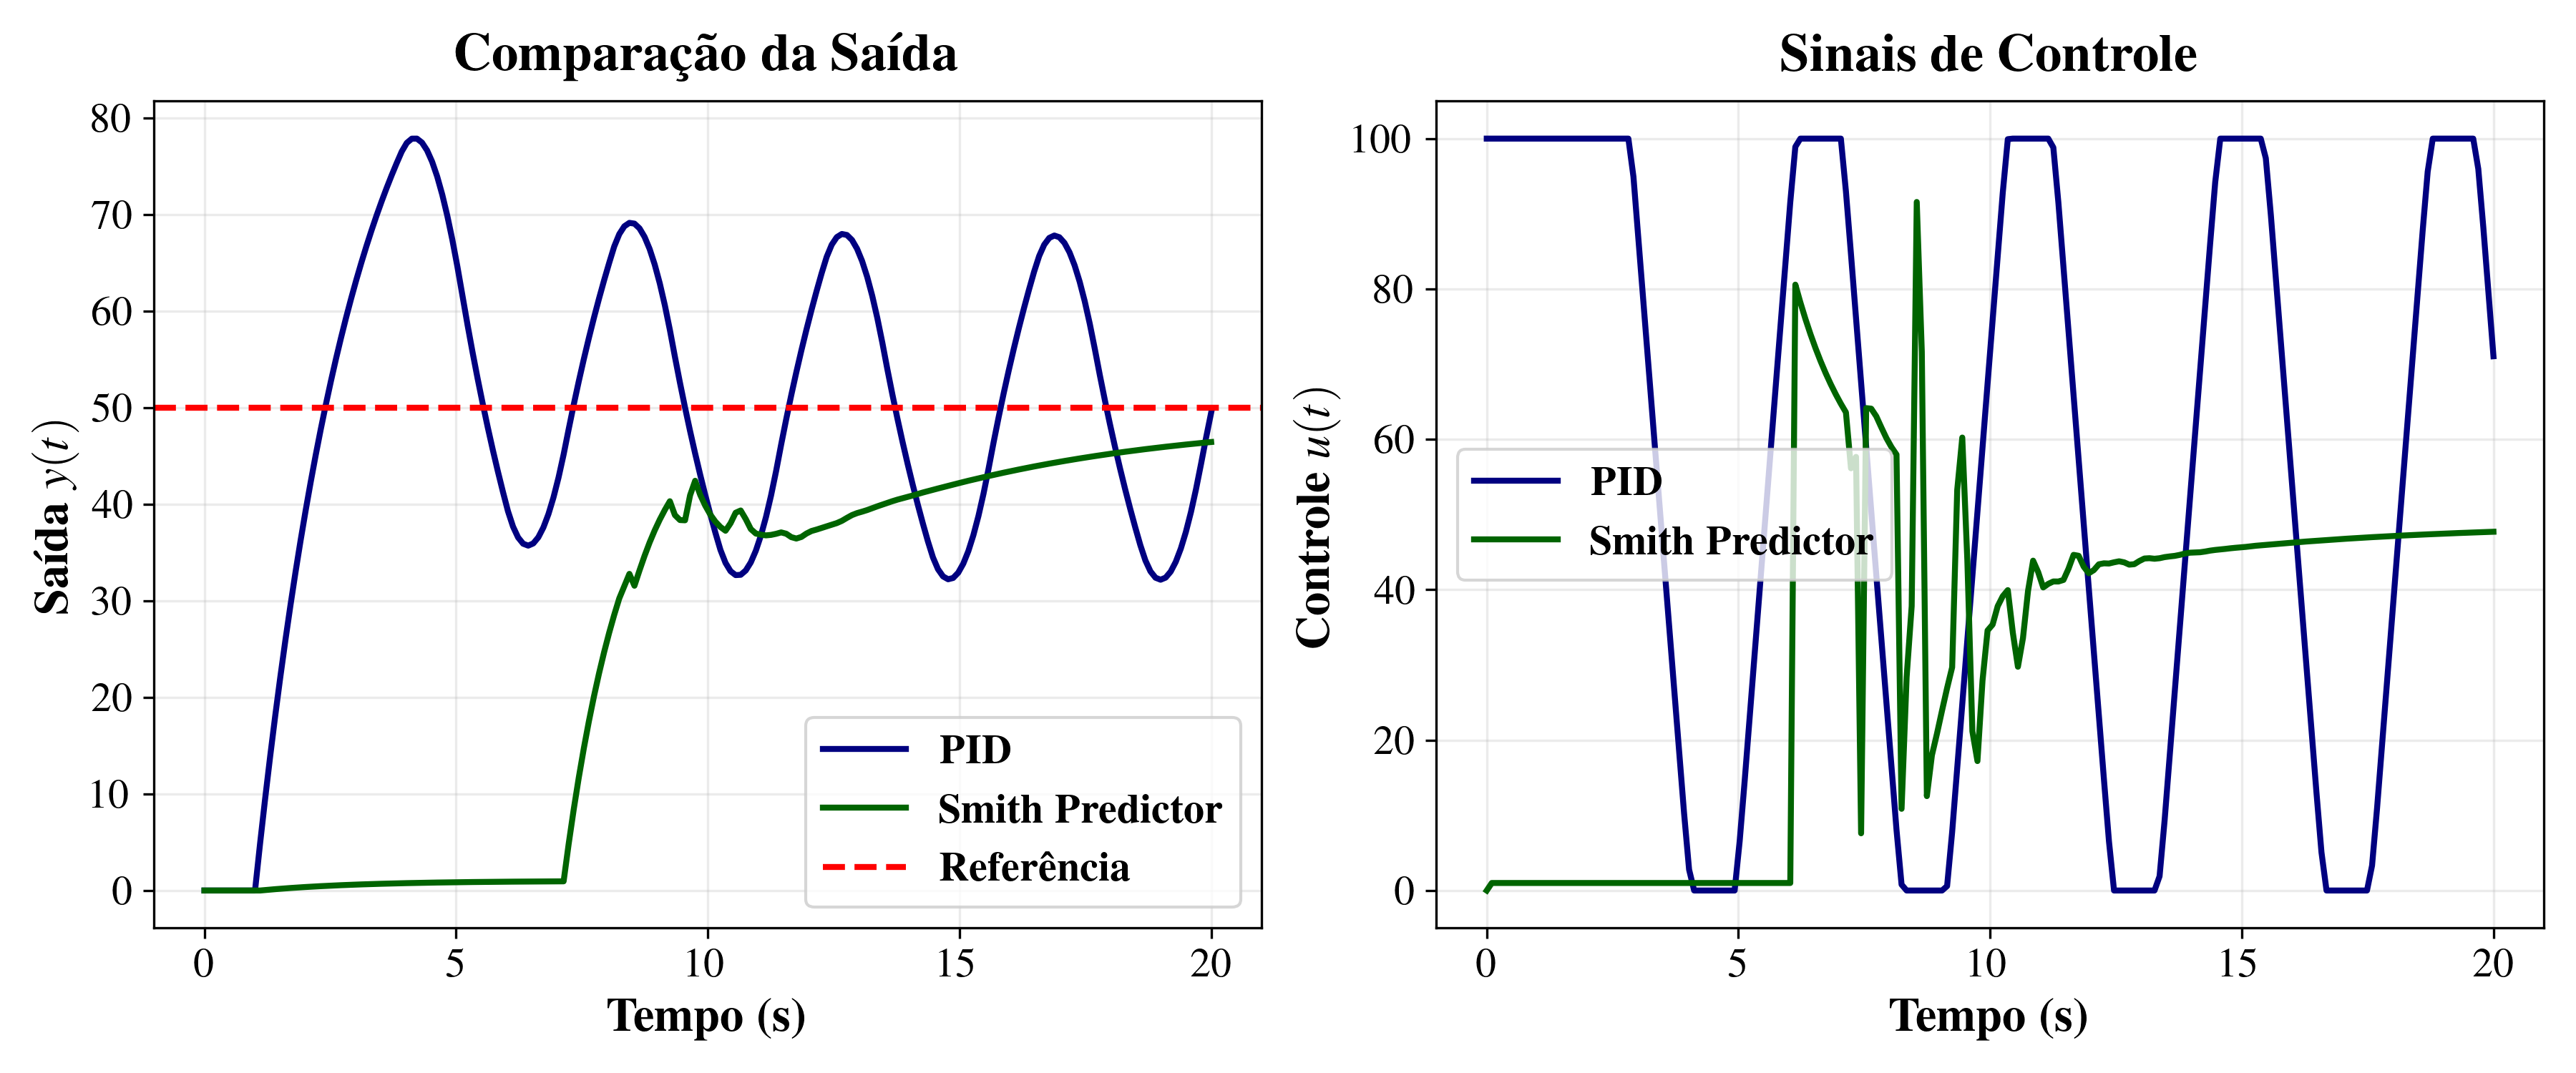 Comparação da Saída
80
70
60
50
40
30
20
10
0
Saída y(t)
0 5 10 15 20
Tempo (s)
PID
Smith Predictor
Referência
Sinais de Controle
100
80
60
40
20
0
Controle u(t)
0 5 10 15 20
Tempo (s)
PID
Smith Predictor